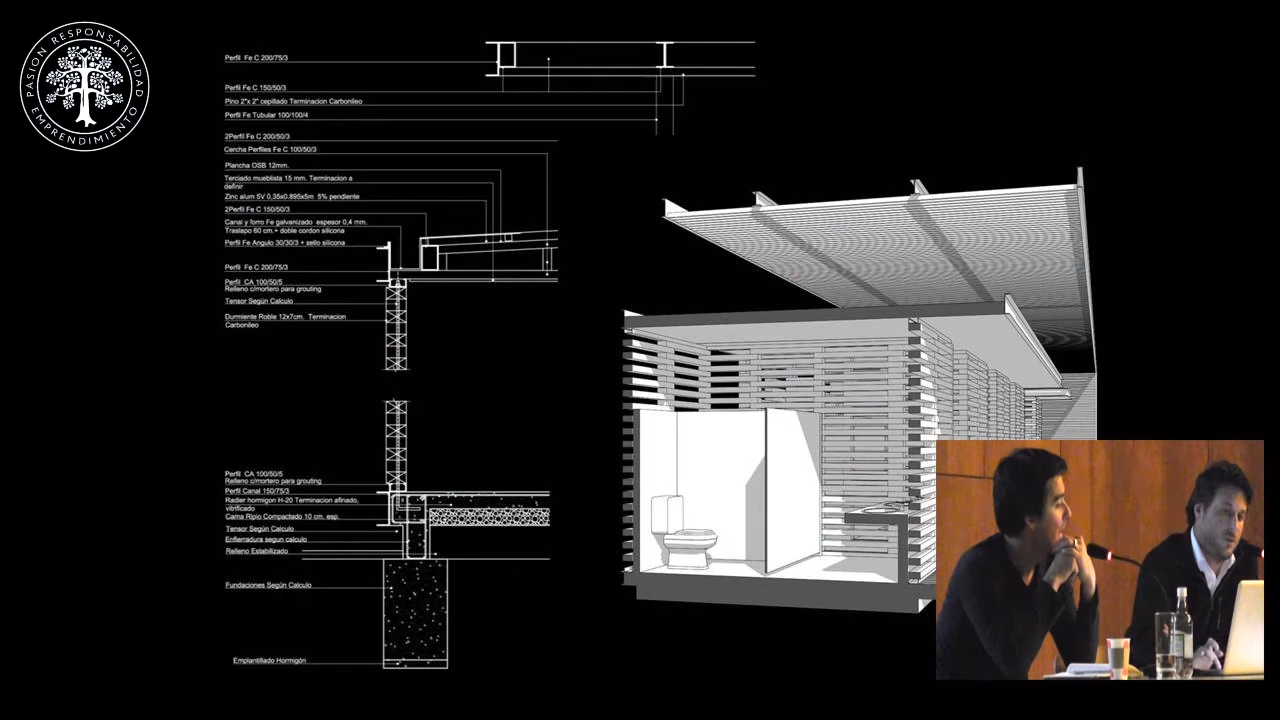 PASION RESPONSABILIDAD
EMPRENDIMIENTO
Perfil Fe C 200/75/3
Perfil Fe C 150/50/3
Pino 2"x 2" cepillado Terminacion Carbonileo
Perfil Fe Tubular 100/100/4
2Perfil Fe C 200/50/3
Cercha Perfiles Fe C 100/50/3
Plancha OSB 12mm.
Terciado mueblista 15 mm. Terminacion a
definir
Zinc alum 5V 0,35x0.895x5m 5% pendiente
2Perfil Fe C 150/50/3
Canal y forro Fe galvanizado espesor 0,4 mm.
Traslapo 60 cm.+ doble cordon silicona
Perfil Fe Angulo 30/30/3 + sello silicona
Perfil Fe C 200/75/3
Perfil CA 100/50/5
Relleno c/mortero para grouting
Tensor Según Calculo
Durmiente Roble 12x7cm. Terminacion
Carbonileo
Perfil CA 100/50/5
Relleno c/mortero para grouting
Perfil Canal 150/75/3
Radier hormigon H-20 Terminacion afinado,
vitrificado
Cama Ripio Compactado 10 cm. esp.
Tensor Según Calculo
Enfierradura segun calculo
Relleno Estabilizado
Fundaciones Según Calculo
Emplantillado Hormigón